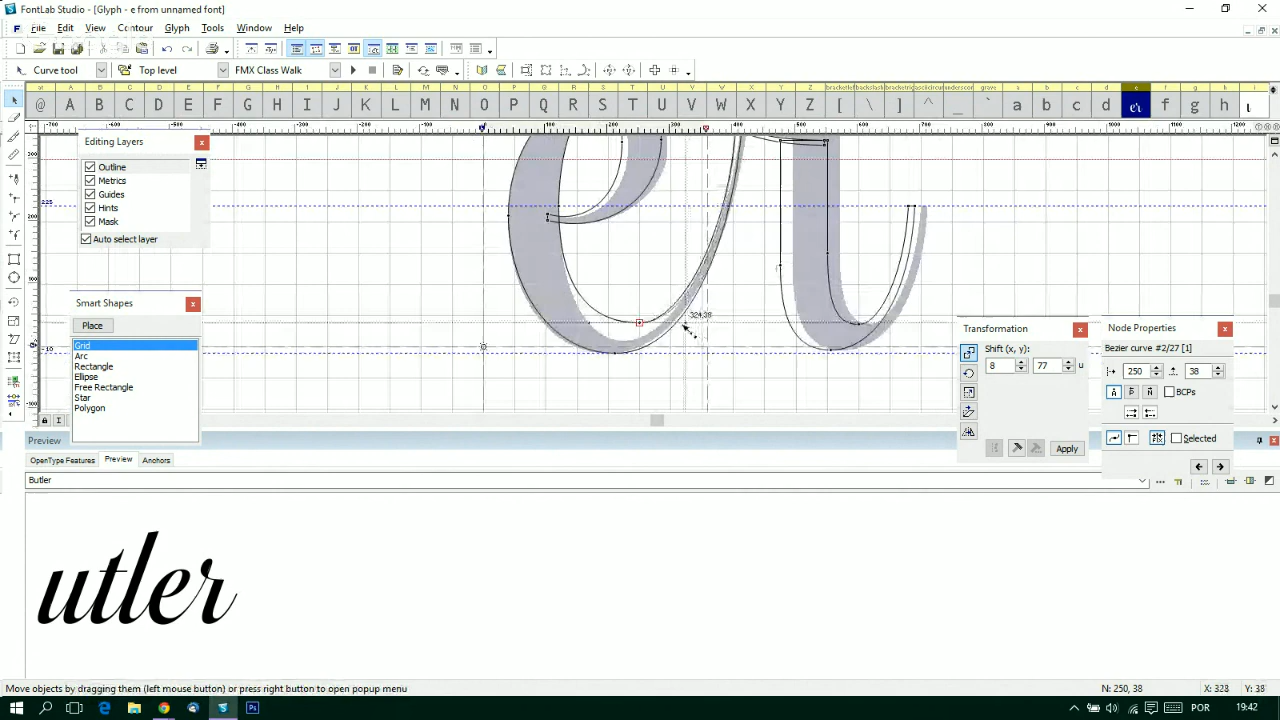 FontLab Studio - [Glyph - e from unnamed font]
File Edit View Contour Glyph Tools Window Help
Curve tool Top level FMX Class Walk
@ A B C D E F G H I J K L M N O P Q R S T U V W X Y Z [ \ ] ^ _ ` a b c d e f g h
Editing Layers
Outline
Metrics
Guides
Hints
Mask
Auto select layer
225
-10
324,38
Smart Shapes
Place
Grid
Arc
Rectangle
Ellipse
Free Rectangle
Star
Polygon
Transformation
Shift (x, y):
8 77 u
Apply
Node Properties
Bezier curve #2/27 [1]
250 38
BCPs
Selected
Preview
OpenType Features Preview Anchors
Butler
utler
Move objects by dragging them (left mouse button) or press right button to open popup menu
N: 250, 38 X: 328 Y: 38
POR 19:42